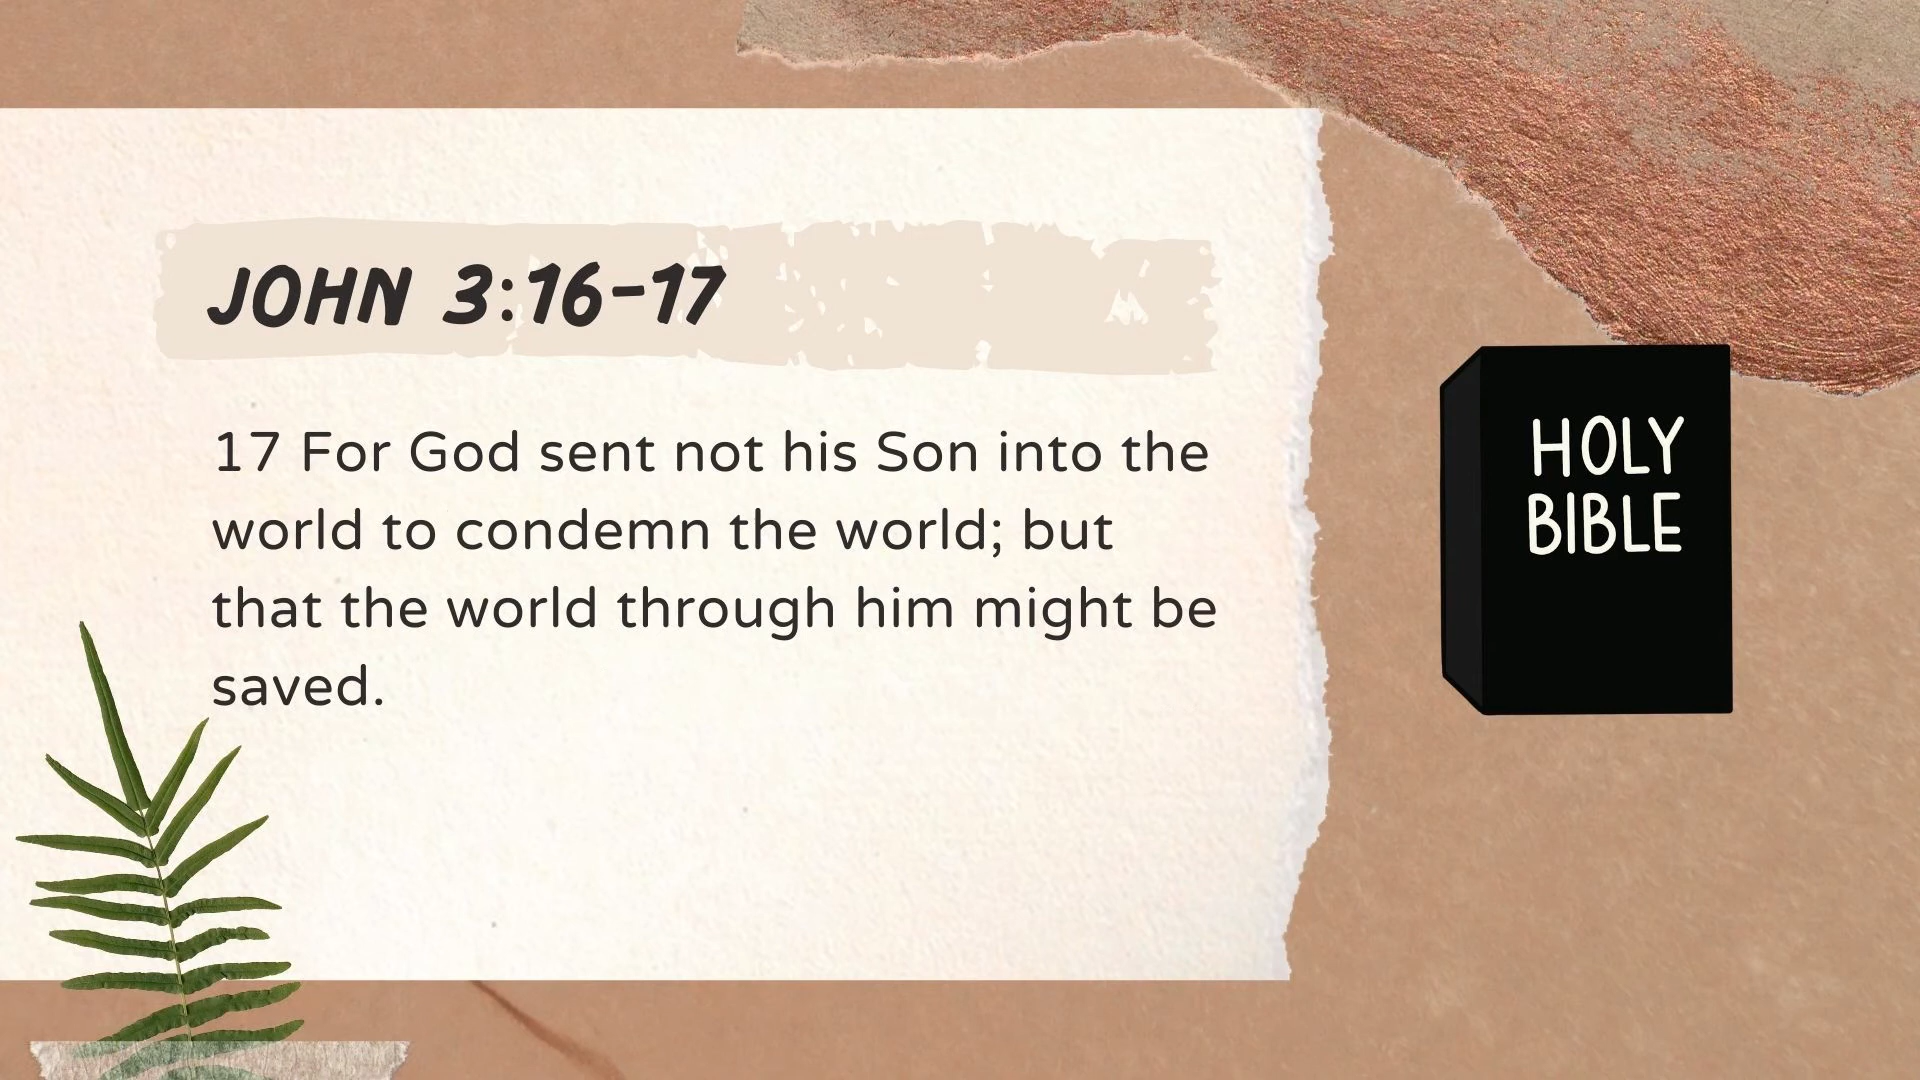 JOHN 3:16-17
17 For God sent not his Son into the
world to condemn the world; but
that the world through him might be
saved.
HOLY
BIBLE